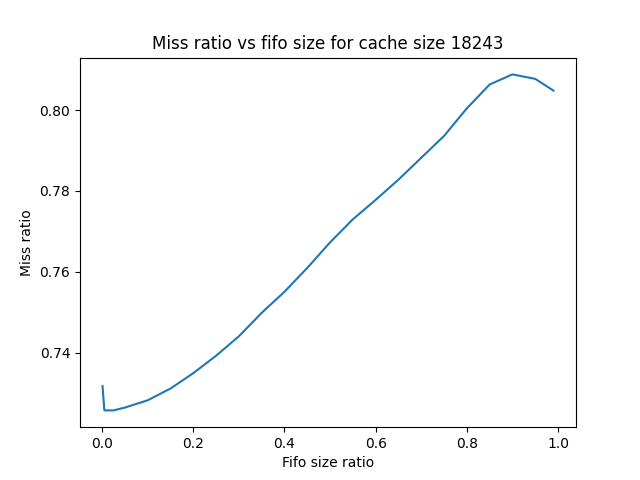 Miss ratio vs fifo size for cache size 18243
0.80
0.78
0.76
0.74
Miss ratio
0.0 0.2 0.4 0.6 0.8 1.0
Fifo size ratio